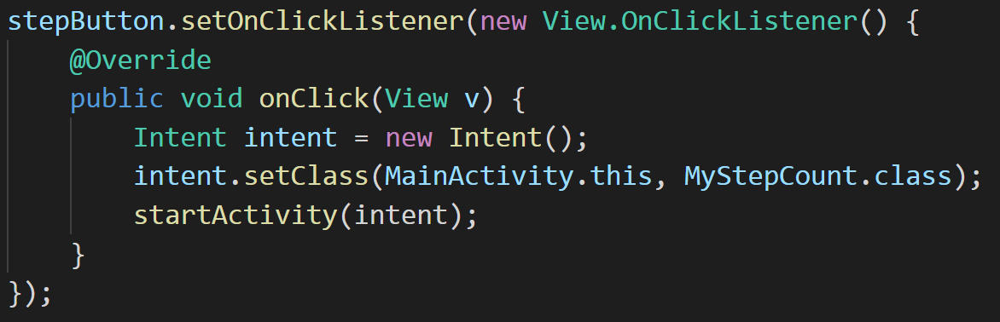 stepButton.setOnClickListener(new View.OnClickListener() {
    @Override
    public void onClick(View v) {
        Intent intent = new Intent();
        intent.setClass(MainActivity.this, MyStepCount.class);
        startActivity(intent);
    }
});